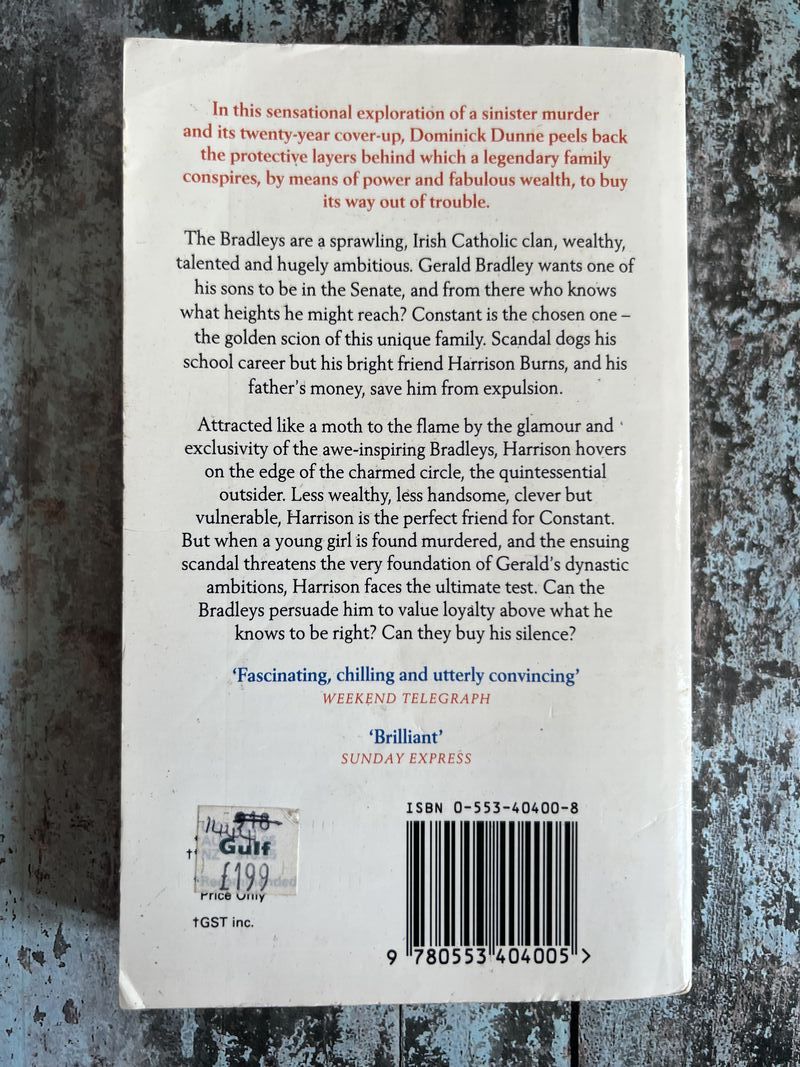 In this sensational exploration of a sinister murder
and its twenty-year cover-up, Dominick Dunne peels back
the protective layers behind which a legendary family
conspires, by means of power and fabulous wealth, to buy
its way out of trouble.
The Bradleys are a sprawling, Irish Catholic clan, wealthy,
talented and hugely ambitious. Gerald Bradley wants one of
his sons to be in the Senate, and from there who knows
what heights he might reach? Constant is the chosen one –
the golden scion of this unique family. Scandal dogs his
school career but his bright friend Harrison Burns, and his
father's money, save him from expulsion.
Attracted like a moth to the flame by the glamour and
exclusivity of the awe-inspiring Bradleys, Harrison hovers
on the edge of the charmed circle, the quintessential
outsider. Less wealthy, less handsome, clever but
vulnerable, Harrison is the perfect friend for Constant.
But when a young girl is found murdered, and the ensuing
scandal threatens the very foundation of Gerald's dynastic
ambitions, Harrison faces the ultimate test. Can the
Bradleys persuade him to value loyalty above what he
knows to be right? Can they buy his silence?
‘Fascinating, chilling and utterly convincing’
WEEKEND TELEGRAPH
‘Brilliant’
SUNDAY EXPRESS
ISBN 0-553-40400-8
Gulf
£199
Price Only
†GST inc.
9 780553 404005 >